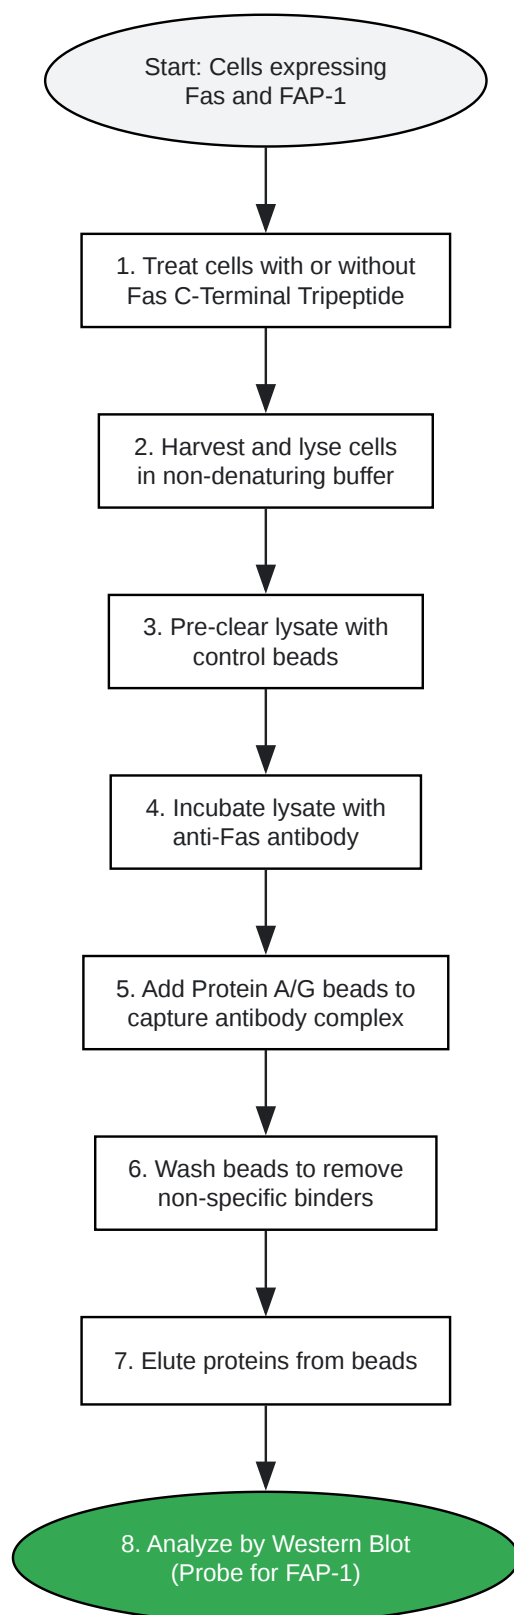 Start: Cells expressing
Fas and FAP-1
1. Treat cells with or without
Fas C-Terminal Tripeptide
2. Harvest and lyse cells
in non-denaturing buffer
3. Pre-clear lysate with
control beads
4. Incubate lysate with
anti-Fas antibody
5. Add Protein A/G beads to
capture antibody complex
6. Wash beads to remove
non-specific binders
7. Elute proteins from beads
8. Analyze by Western Blot
(Probe for FAP-1)